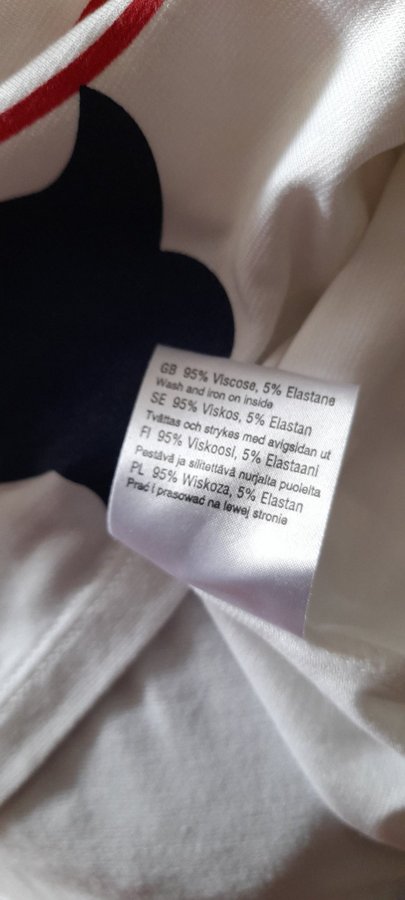 GB 95% Viscose, 5% Elastane
Wash and iron on inside
SE 95% Viskos, 5% Elastan
Tvättas och strykes med avigsidan ut
FI 95% Viskoosi, 5% Elastaani
Pestävä ja silitettävä nurjalta puolelta
PL 95% Wiskoza, 5% Elastan
Prać i prasować na lewej stronie